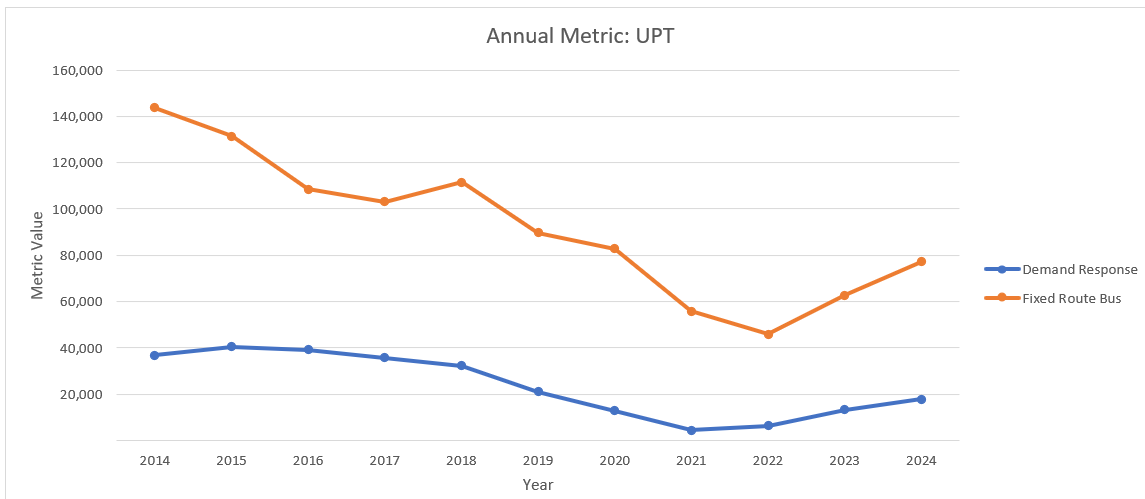 Annual Metric: UPT
160,000
140,000
120,000
100,000
80,000
60,000
40,000
20,000
Metric Value
2014 2015 2016 2017 2018 2019 2020 2021 2022 2023 2024
Year
Demand Response
Fixed Route Bus